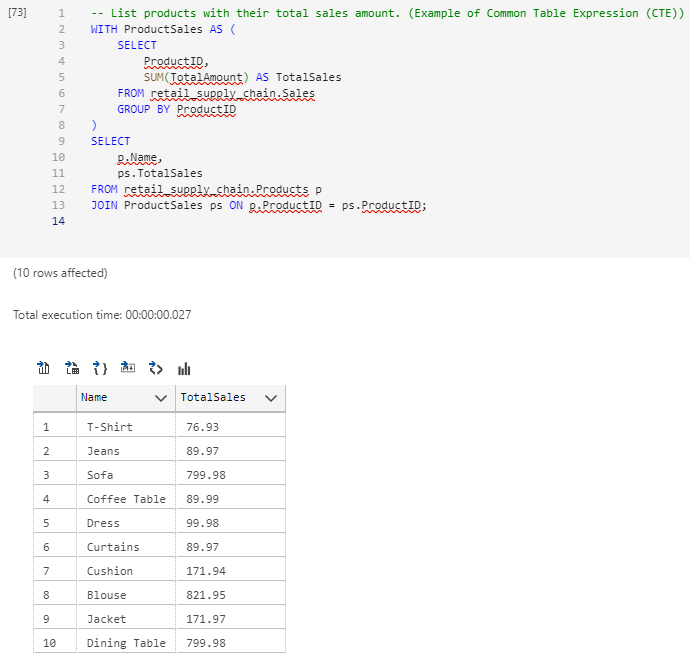 [73]
1 -- List products with their total sales amount. (Example of Common Table Expression (CTE))
2 WITH ProductSales AS (
3 SELECT
4 ProductID,
5 SUM(TotalAmount) AS TotalSales
6 FROM retail_supply_chain.Sales
7 GROUP BY ProductID
8 )
9 SELECT
10 p.Name,
11 ps.TotalSales
12 FROM retail_supply_chain.Products p
13 JOIN ProductSales ps ON p.ProductID = ps.ProductID;
14
(10 rows affected)
Total execution time: 00:00:00.027
Name TotalSales
1 T-Shirt 76.93
2 Jeans 89.97
3 Sofa 799.98
4 Coffee Table 89.99
5 Dress 99.98
6 Curtains 89.97
7 Cushion 171.94
8 Blouse 821.95
9 Jacket 171.97
10 Dining Table 799.98